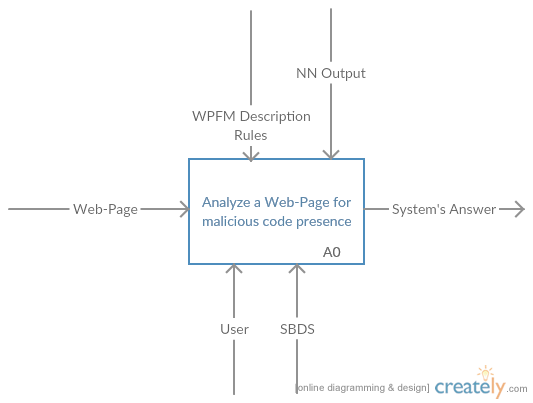 NN Output
WPFM Description
Rules
Web-Page
Analyze a Web-Page for
malicious code presence
A0
System's Answer
User
SBDS
[online diagramming & design] creately.com